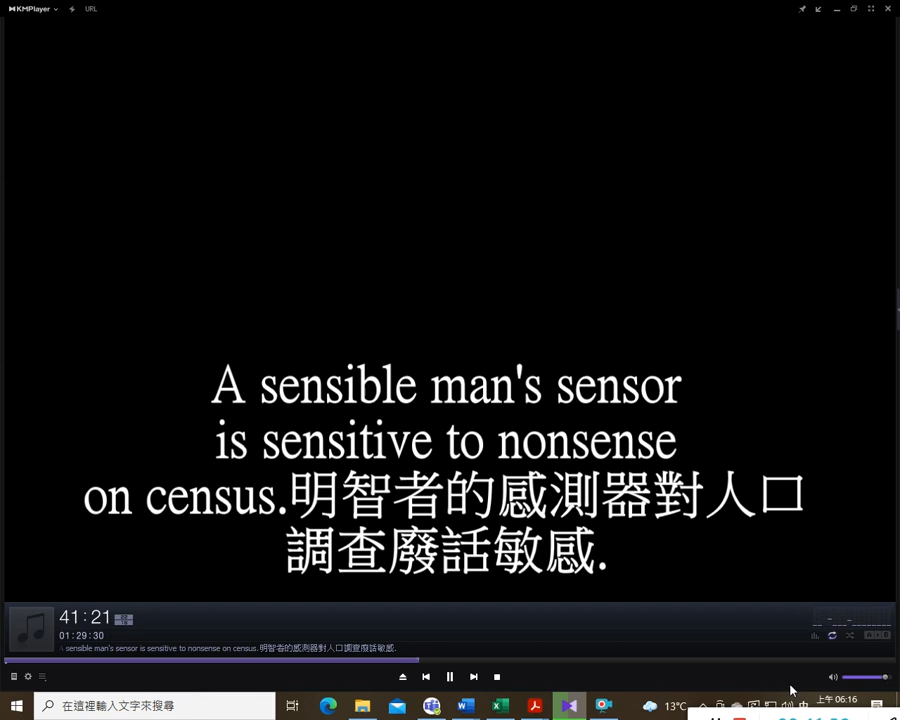 KMPlayer
URL
A sensible man's sensor
is sensitive to nonsense
on census.明智者的感測器對人口
調查廢話敏感.
41:21
01:29:30
A sensible man's sensor is sensitive to nonsense on census.明智者的感測器對人口調查廢話敏感.
在這裡輸入文字來搜尋
13°C
中
上午 06:16